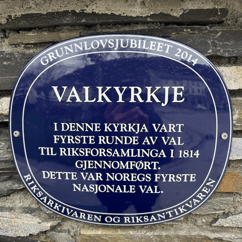 GRUNNLOVSJUBILEET 2014
VALKYRKJE
I DENNE KYRKJA VART
FYRSTE RUNDE AV VAL
TIL RIKSFORSAMLINGA I 1814
GJENNOMFØRT.
DETTE VAR NOREGS FYRSTE
NASJONALE VAL.
RIKSARKIVAREN OG RIKSANTIKVAREN